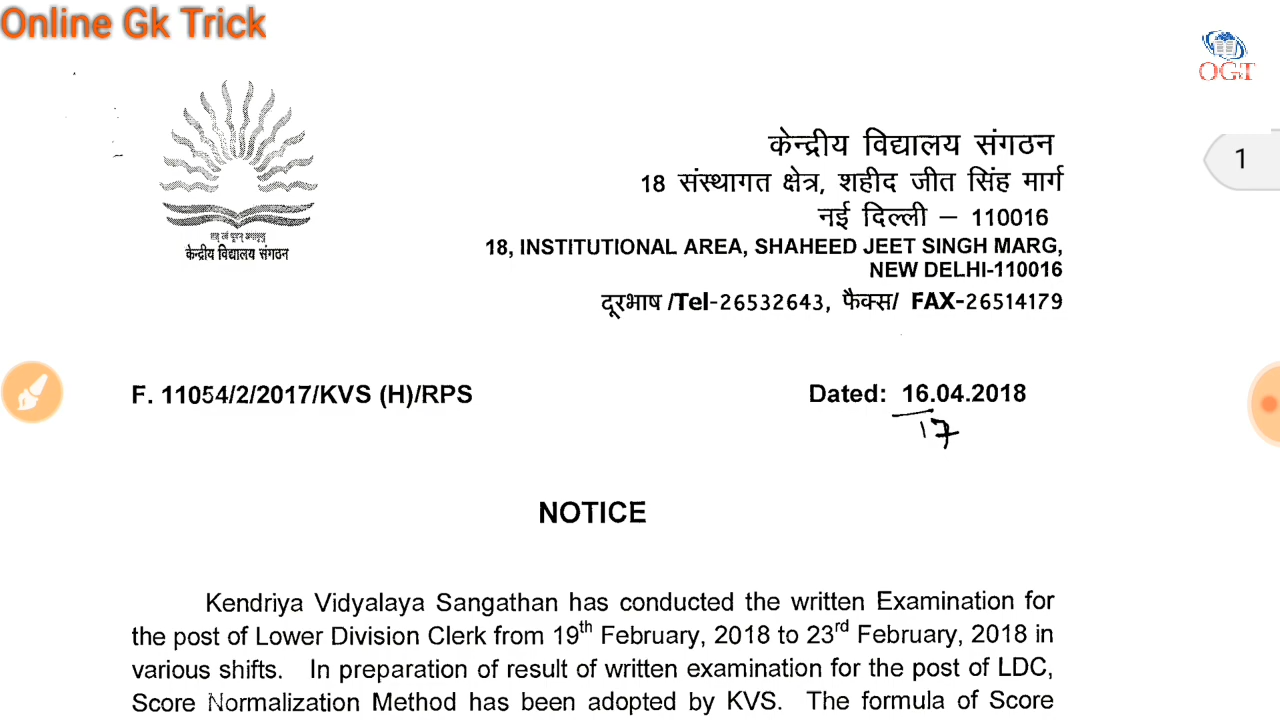 Online Gk Trick
OGT
केन्द्रीय विद्यालय संगठन
18 संस्थागत क्षेत्र, शहीद जीत सिंह मार्ग
नई दिल्ली – 110016
18, INSTITUTIONAL AREA, SHAHEED JEET SINGH MARG,
NEW DELHI-110016
दूरभाष /Tel-26532643, फैक्स/ FAX-26514179
केन्द्रीय विद्यालय संगठन
1
F. 11054/2/2017/KVS (H)/RPS
Dated: 16.04.2018
17
NOTICE
Kendriya Vidyalaya Sangathan has conducted the written Examination for
the post of Lower Division Clerk from 19th February, 2018 to 23rd February, 2018 in
various shifts. In preparation of result of written examination for the post of LDC,
Score Normalization Method has been adopted by KVS. The formula of Score